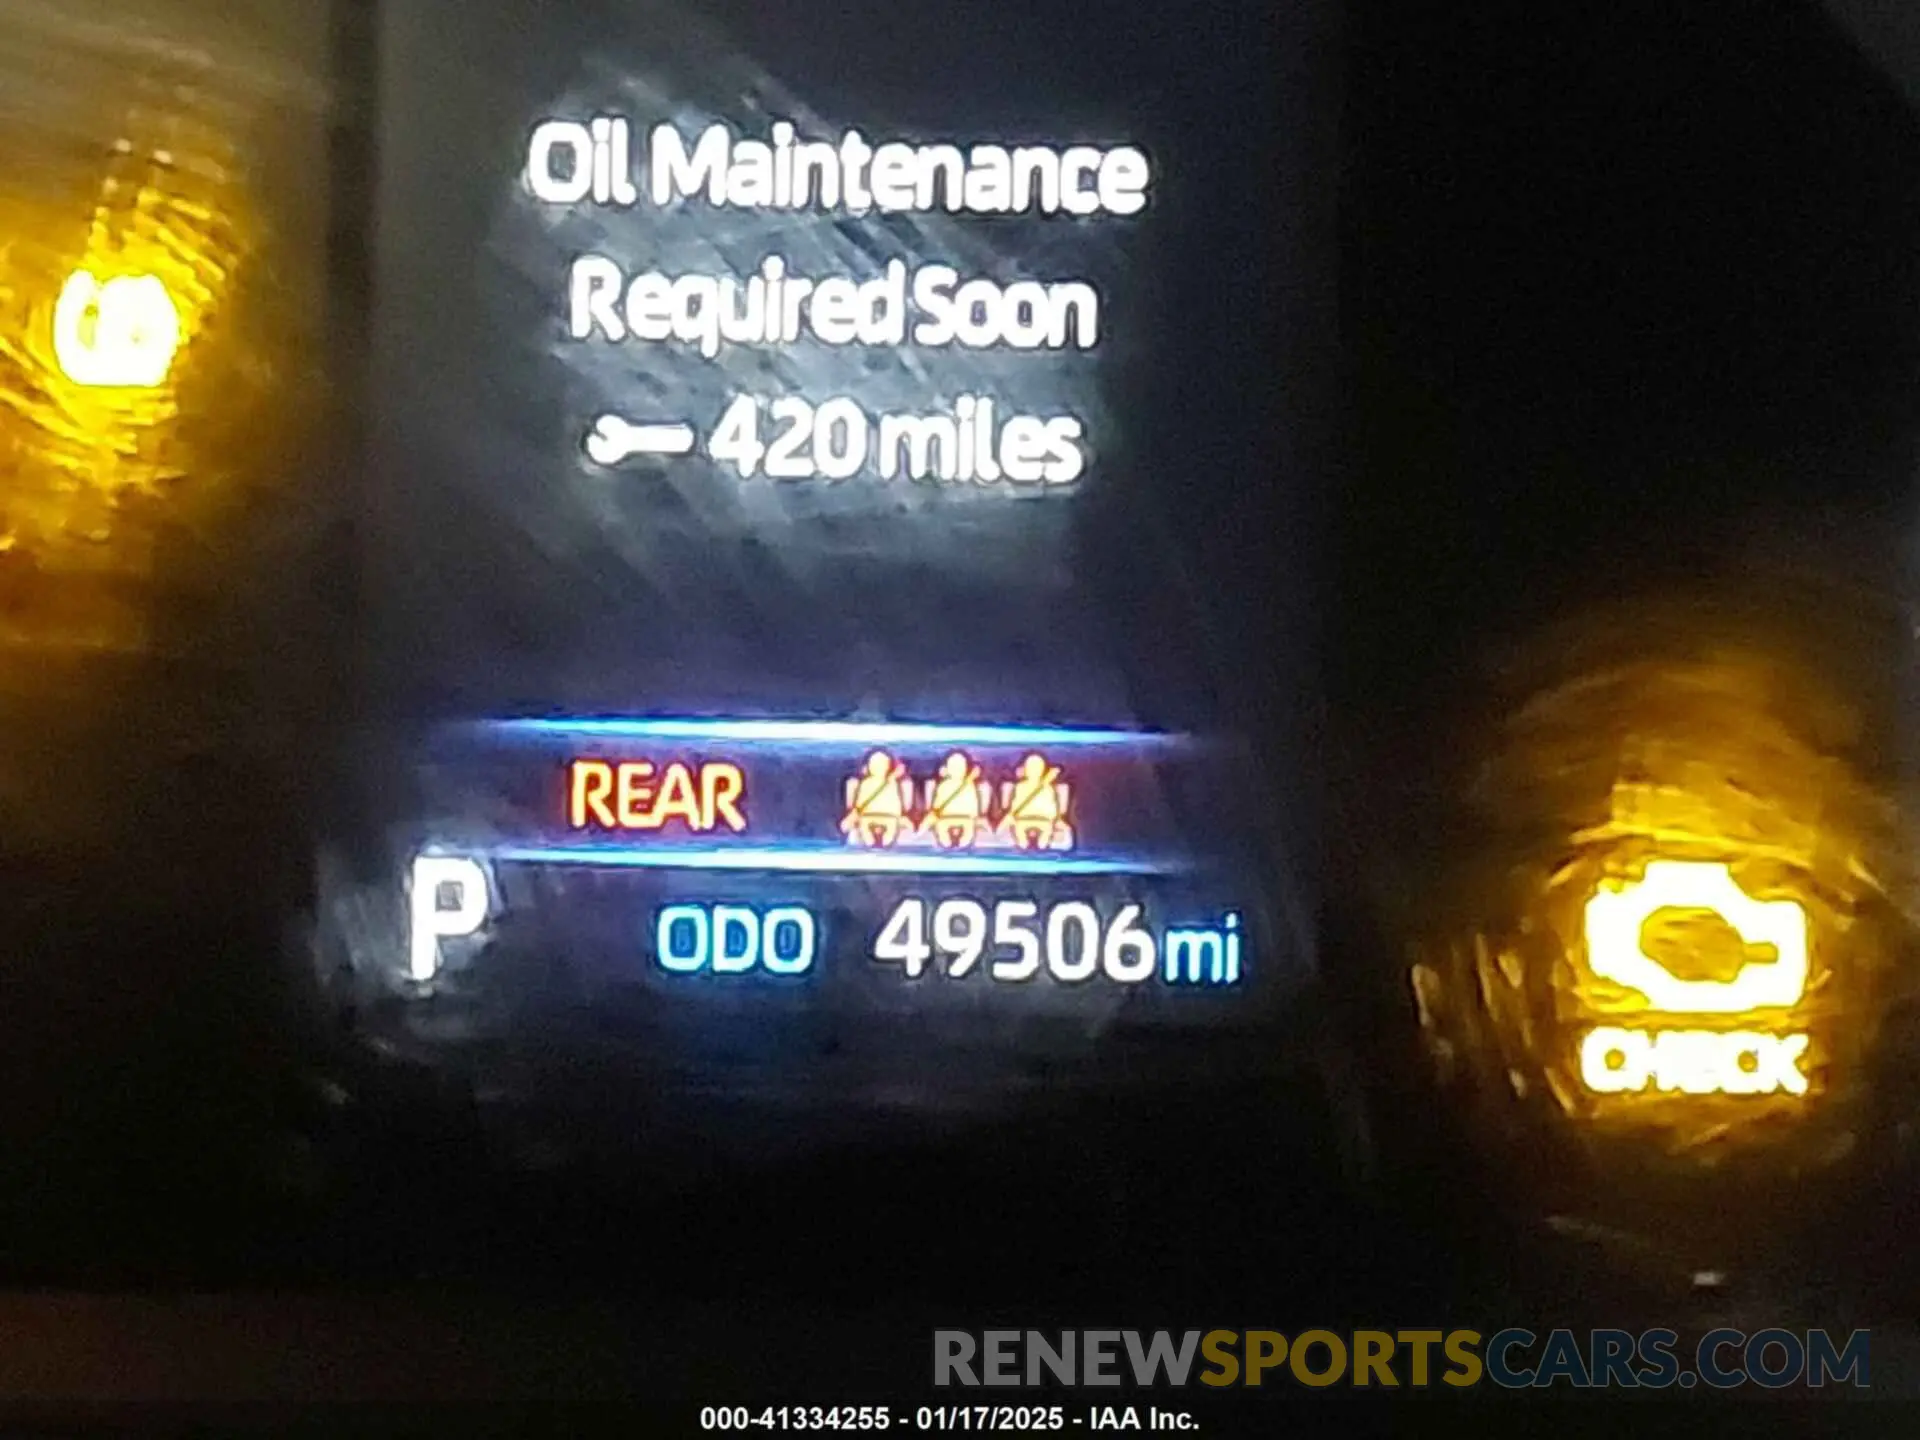 Oil Maintenance
Required Soon
420 miles
REAR
P
ODO 49506 mi
CHECK
RENEWSPORTSCARS.COM
000-41334255 - 01/17/2025 - IAA Inc.